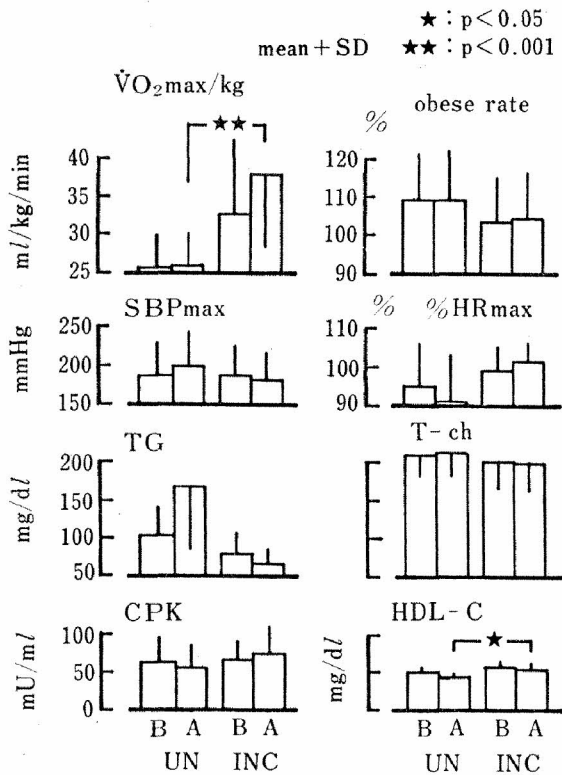 ★ : p<0.05
mean+SD ★★ : p<0.001
V̇O₂max/kg
★★
ml/kg/min
40
35
30
25
obese rate
%
120
110
100
90
SBPmax
mmHg
250
200
150
% %HRmax
110
100
90
TG
mg/dl
200
150
100
50
T-ch
CPK
mU/ml
100
50
0
B A B A
UN INC
HDL-C
★
mg/dl
B A B A
UN INC